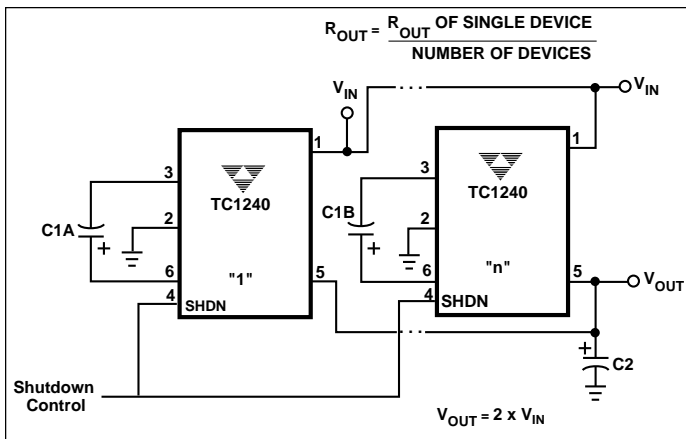 R_OUT = R_OUT OF SINGLE DEVICE
NUMBER OF DEVICES
V_IN
. . .
V_IN
1
3
TC1240
2
C1A
+
6
"1"
5
4
SHDN
1
3
TC1240
C1B
2
+
6
"n"
5
V_OUT
4
SHDN
. . .
+
C2
Shutdown
Control
V_OUT = 2 x V_IN